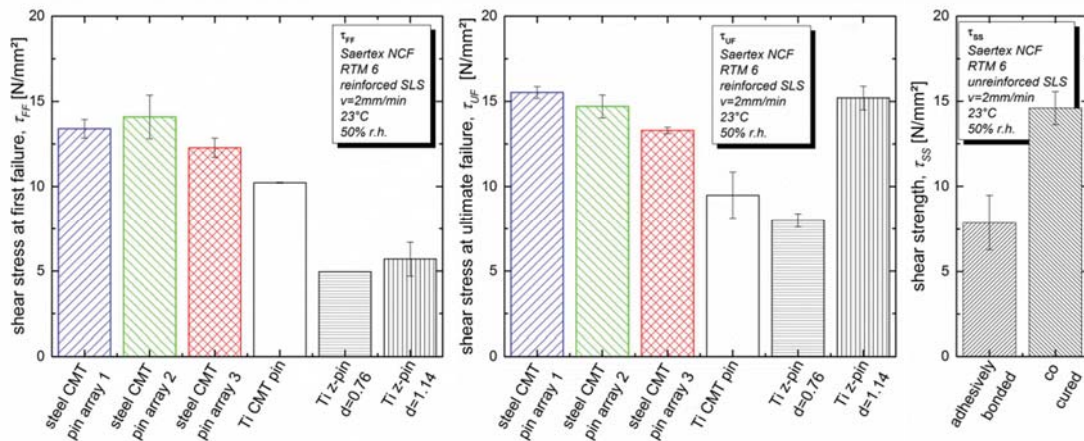 shear stress at first failure, τFF [N/mm²]
20
15
10
5
0
τFF
Saertex NCF
RTM 6
reinforced SLS
v=2mm/min
23°C
50% r.h.
steel CMT
pin array 1
steel CMT
pin array 2
steel CMT
pin array 3
Ti CMT pin
Ti z-pin
d=0.76
Ti z-pin
d=1.14
shear stress at ultimate failure, τUF [N/mm²]
20
15
10
5
0
τUF
Saertex NCF
RTM 6
reinforced SLS
v=2mm/min
23°C
50% r.h.
steel CMT
pin array 1
steel CMT
pin array 2
steel CMT
pin array 3
Ti CMT pin
Ti z-pin
d=0.76
Ti z-pin
d=1.14
shear strength, τSS [N/mm²]
20
15
10
5
0
τSS
Saertex NCF
RTM 6
unreinforced SLS
v=2mm/min
23°C
50% r.h.
adhesively
bonded
co
cured